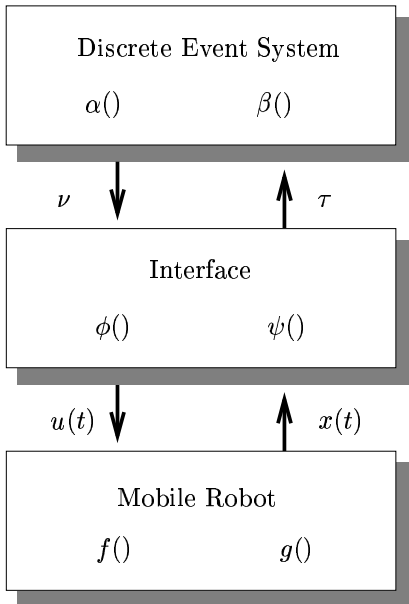 Discrete Event System
α() β()
ν τ
Interface
φ() ψ()
u(t) x(t)
Mobile Robot
f() g()